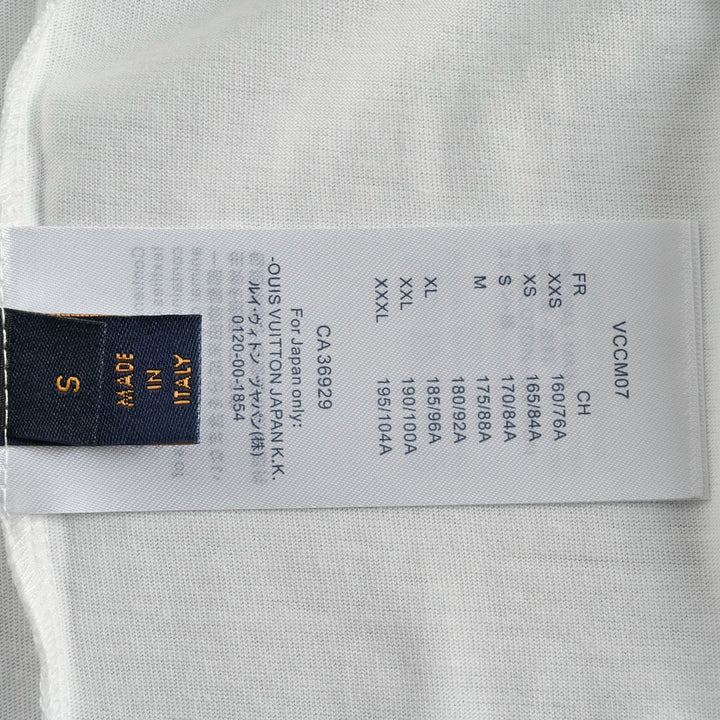 VCCM07
FR CH
XXS 160/76A
XS 165/84A
S 170/84A
M 175/88A
180/92A
XL 185/96A
XXL 190/100A
XXXL 195/104A
CA 36929
For Japan only:
-OUIS VUITTON JAPAN K.K.
ルイ・ヴィトン ヅヤパン(株)
0120-00-1854
S
MADE
IN
ITALY